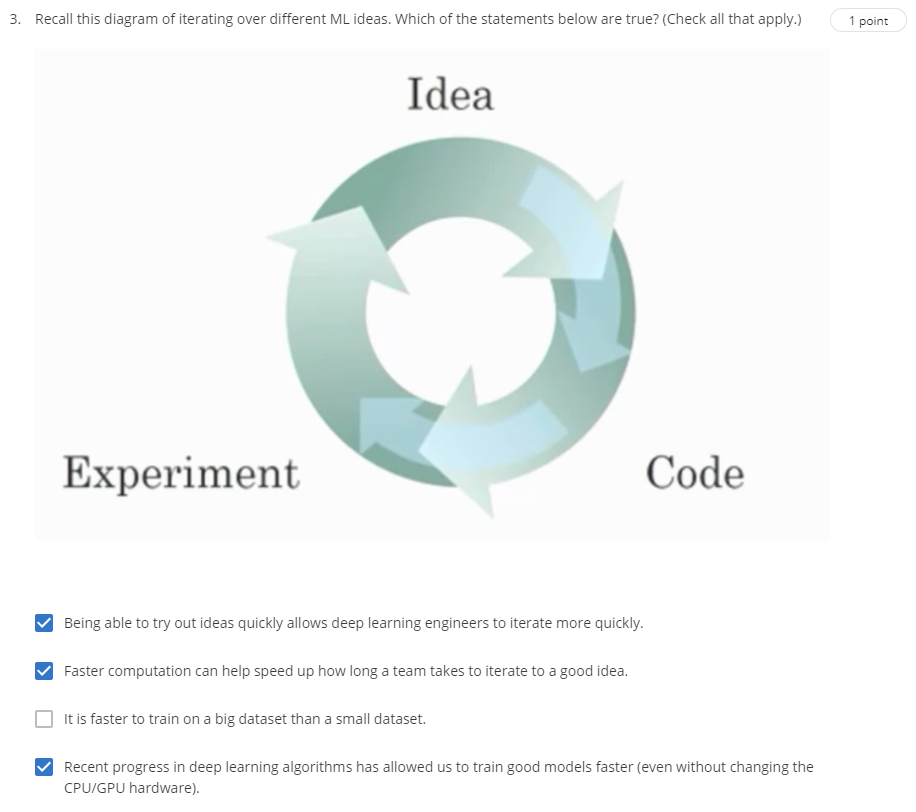 3. Recall this diagram of iterating over different ML ideas. Which of the statements below are true? (Check all that apply.)
1 point
Idea
Experiment
Code
Being able to try out ideas quickly allows deep learning engineers to iterate more quickly.
Faster computation can help speed up how long a team takes to iterate to a good idea.
It is faster to train on a big dataset than a small dataset.
Recent progress in deep learning algorithms has allowed us to train good models faster (even without changing the
CPU/GPU hardware).